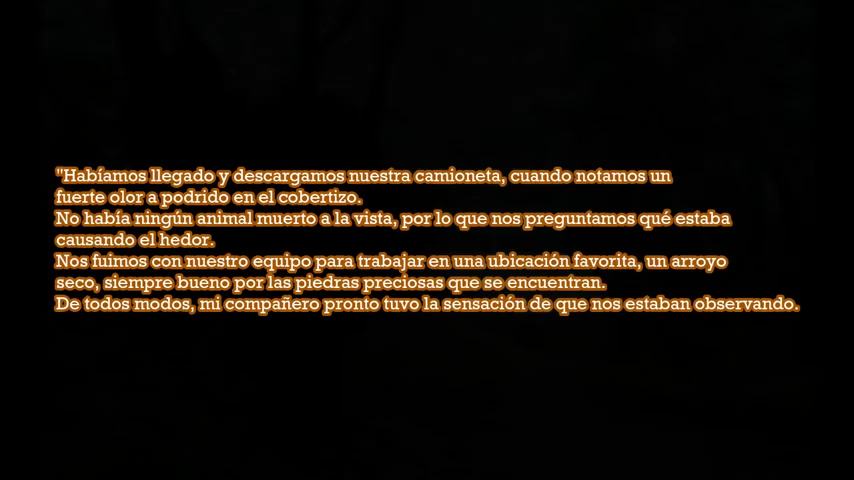 "Habíamos llegado y descargamos nuestra camioneta, cuando notamos un
fuerte olor a podrido en el cobertizo.
No había ningún animal muerto a la vista, por lo que nos preguntamos qué estaba
causando el hedor.
Nos fuimos con nuestro equipo para trabajar en una ubicación favorita, un arroyo
seco, siempre bueno por las piedras preciosas que se encuentran.
De todos modos, mi compañero pronto tuvo la sensación de que nos estaban observando.